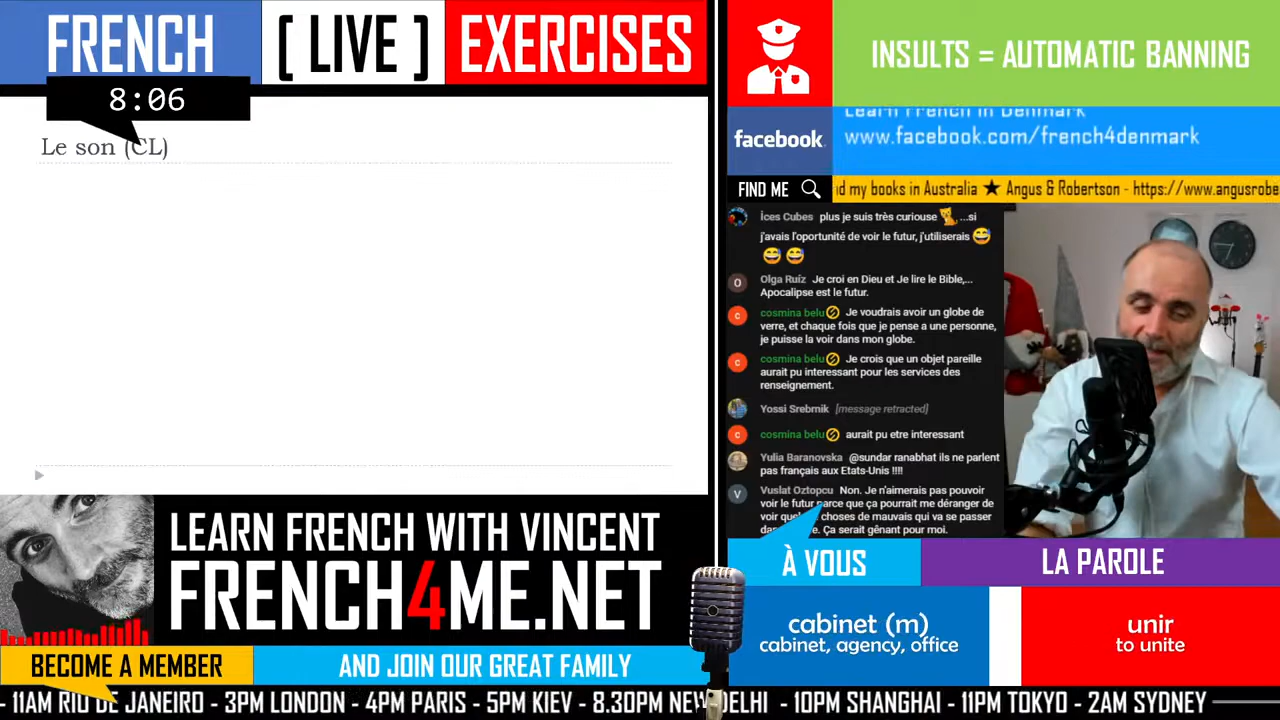 FRENCH [ LIVE ] EXERCISES
8:06
Le son (CL)
INSULTS = AUTOMATIC BANNING
Learn French in Denmark
facebook. www.facebook.com/french4denmark
FIND ME my books in Australia ★ Angus & Robertson - https://www.angusrobe
İces Cubes plus je suis très curiouse ...si
j'avais l'oportunité de voir le futur, j'utiliserais
Olga Ruíz Je croi en Dieu et Je lire le Bible,...
Apocalipse est le futur.
cosmina belu Je voudrais avoir un globe de
verre, et chaque fois que je pense a une personne,
je puisse la voir dans mon globe.
cosmina belu Je crois que un objet pareille
aurait pu interessant pour les services des
renseignement.
Yossi Srebrnik [message retracted]
cosmina belu aurait pu etre interessant
Yulia Baranovska @sundar ranabhat ils ne parlent
pas français aux Etats-Unis !!!!
Vuslat Oztopcu Non. Je n'aimerais pas pouvoir
voir le futur parce que ça pourrait me déranger de
voir choses de mauvais qui va se passer
Ça serait gênant pour moi.
À VOUS LA PAROLE
LEARN FRENCH WITH VINCENT
FRENCH4ME.NET
cabinet (m)
cabinet, agency, office
unir
to unite
BECOME A MEMBER AND JOIN OUR GREAT FAMILY
- 11AM RIO DE JANEIRO - 3PM LONDON - 4PM PARIS - 5PM KIEV - 8.30PM NEW DELHI - 10PM SHANGHAI - 11PM TOKYO - 2AM SYDNEY